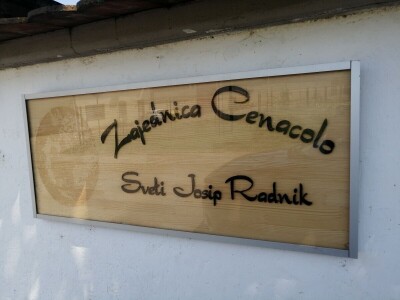 Zajednica Cenacolo
Sveti Josip Radnik